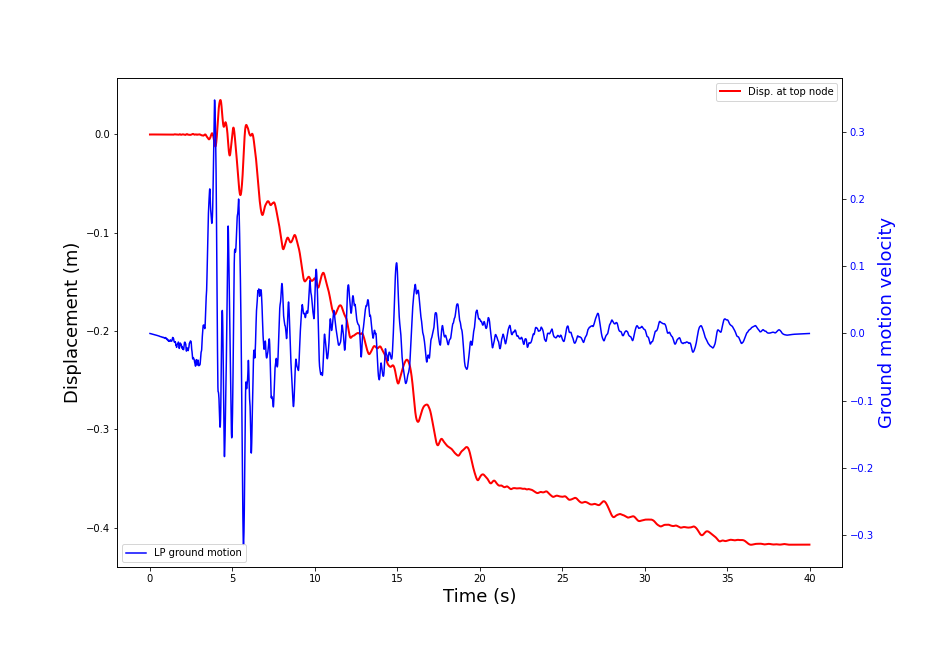 Disp. at top node
0.0
−0.1
−0.2
−0.3
−0.4
Displacement (m)
0.3
0.2
0.1
0.0
−0.1
−0.2
−0.3
Ground motion velocity
LP ground motion
0 5 10 15 20 25 30 35 40
Time (s)